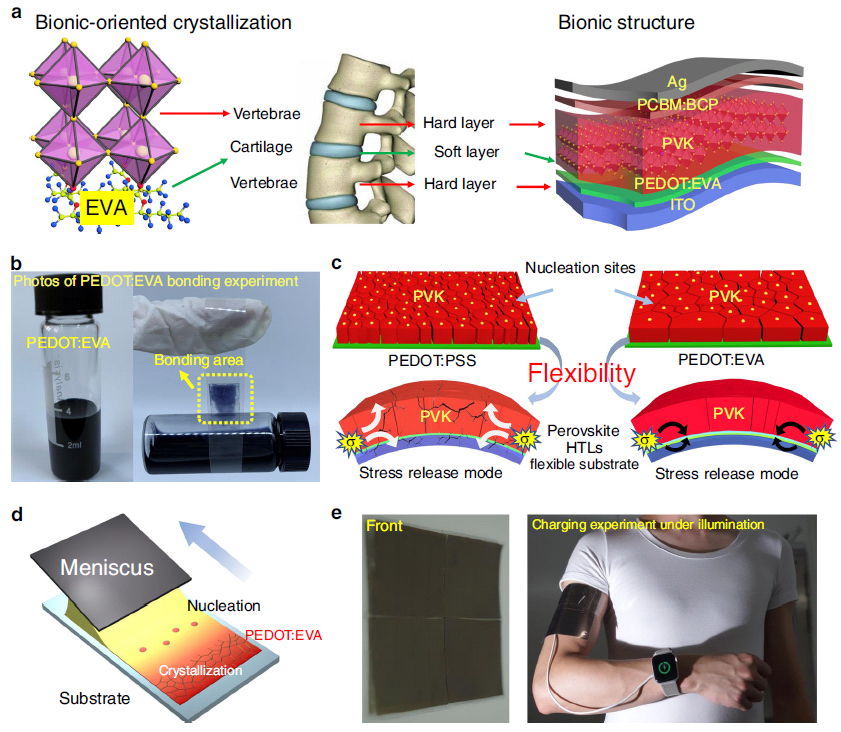 a
Bionic-oriented crystallization
Bionic structure
Vertebrae
Cartilage
Vertebrae
EVA
Hard layer
Soft layer
Hard layer
Ag
PCBM:BCP
PVK
PEDOT:EVA
ITO
b
Photos of PEDOT:EVA bonding experiment
PEDOT:EVA
4
2ml
Bonding area
c
Nucleation sites
PVK
PVK
PEDOT:PSS
PEDOT:EVA
Flexibility
PVK
PVK
σ
σ
σ
σ
Perovskite
HTLs
flexible substrate
Stress release mode
Stress release mode
d
Meniscus
Nucleation
PEDOT:EVA
Crystallization
Substrate
e
Front
Charging experiment under illumination